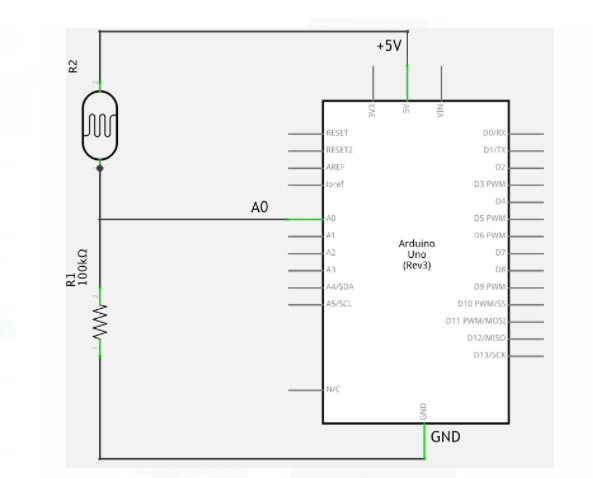 +5V
R2
3V3
5V
VIN
RESET
RESET2
AREF
ioref
A0
A0
A1
A2
A3
A4/SDA
A5/SCL
N/C
D0/RX
D1/TX
D2
D3 PWM
D4
D5 PWM
D6 PWM
D7
D8
D9 PWM
D10 PWM/SS
D11 PWM/MOSI
D12/MISO
D13/SCK
Arduino
Uno
(Rev3)
R1
100kΩ
GND
GND